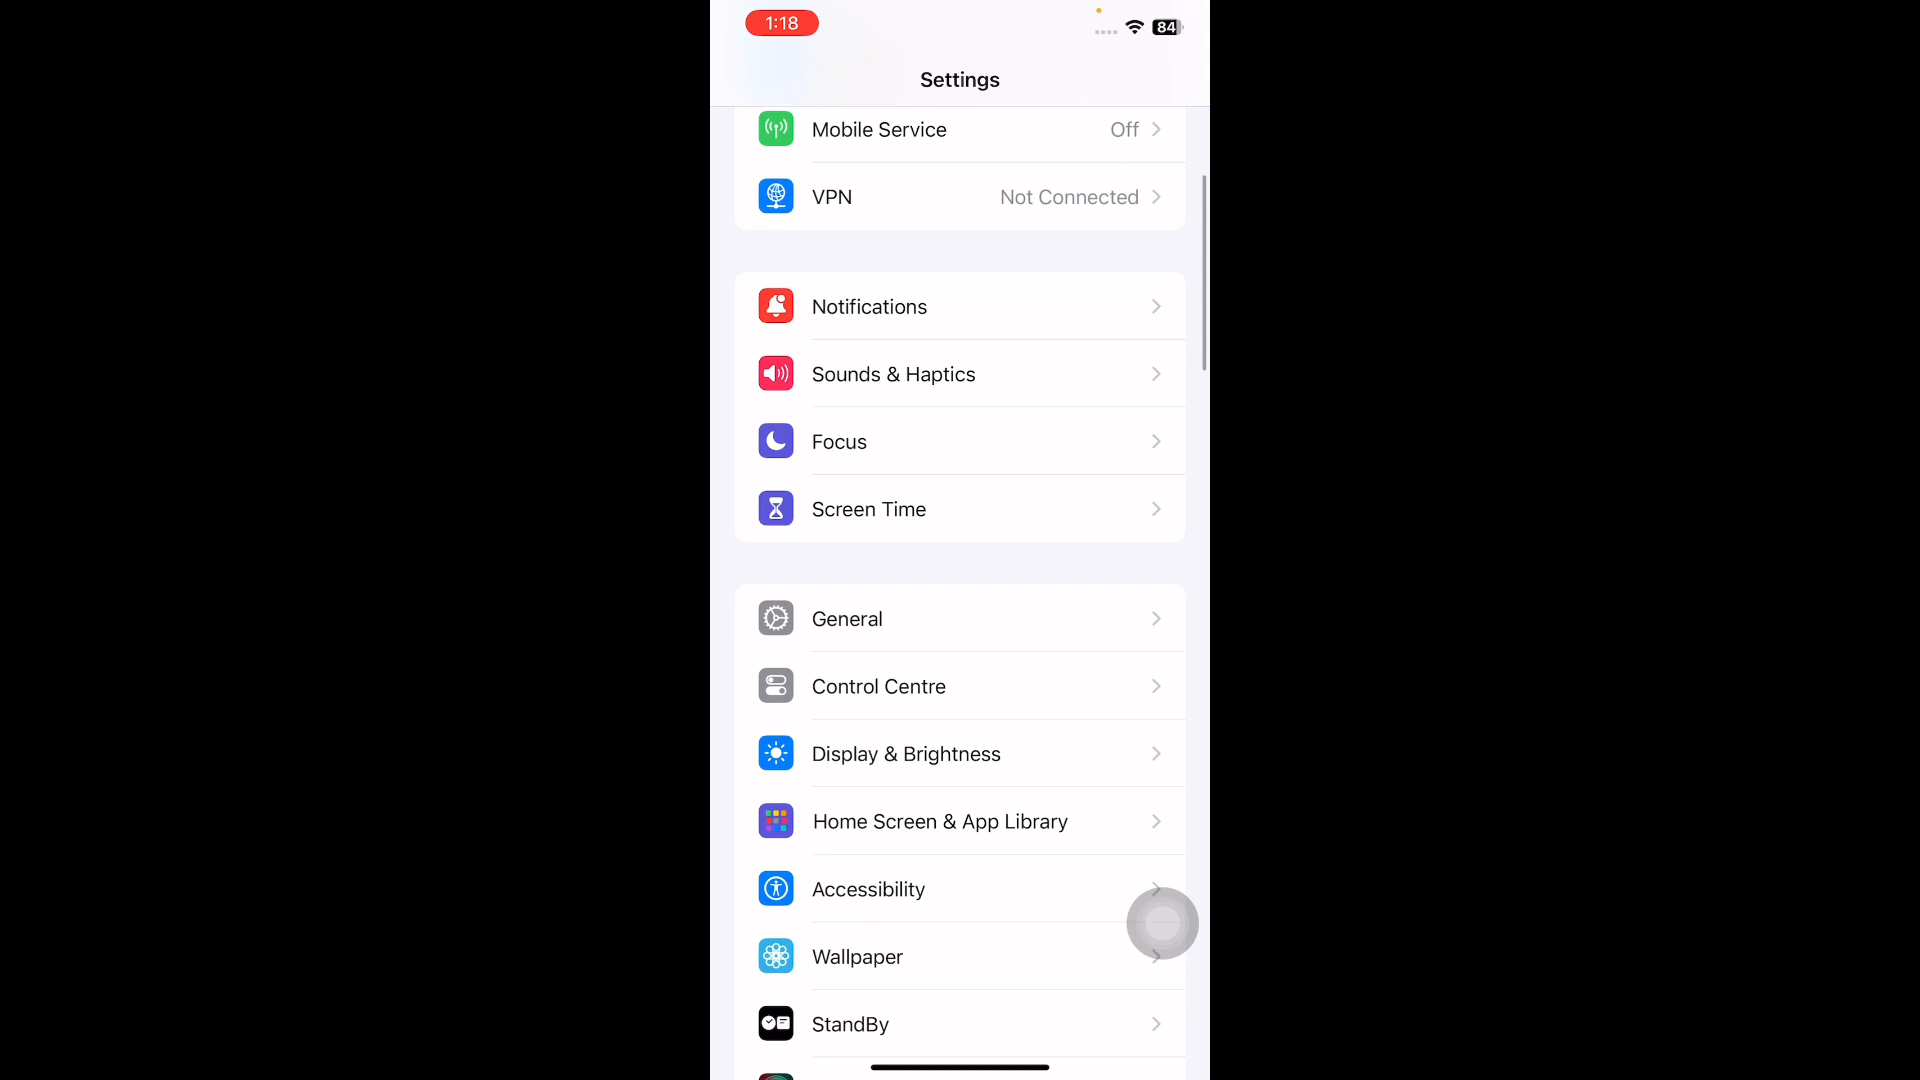 1:18
84
Settings
Mobile Service Off
VPN Not Connected
Notifications
Sounds & Haptics
Focus
Screen Time
General
Control Centre
Display & Brightness
Home Screen & App Library
Accessibility
Wallpaper
StandBy